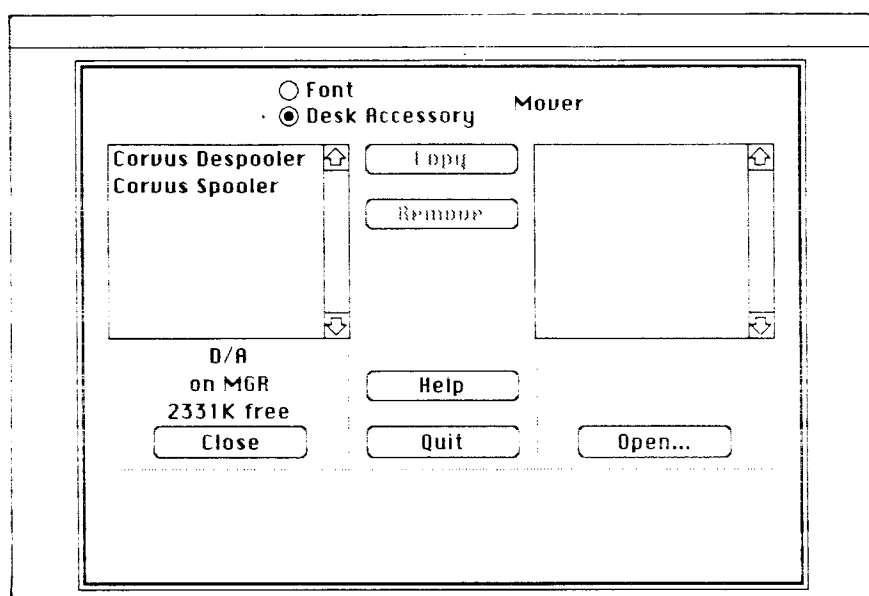 Font
Desk Accessory
Mover
Corvus Despooler
Corvus Spooler
Copy
Remove
D/A
on MGR
2331K free
Close
Help
Quit
Open...